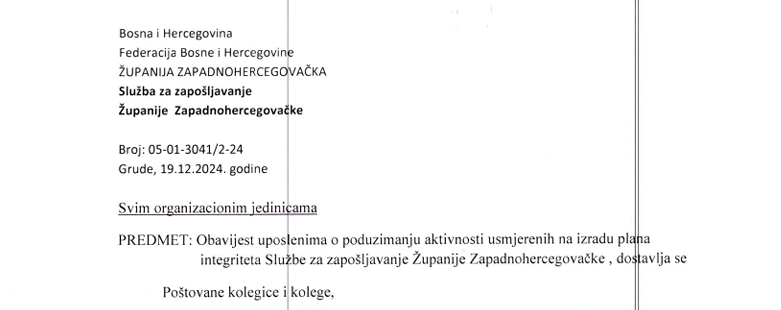 Bosna i Hercegovina
Federacija Bosne i Hercegovine
ŽUPANIJA ZAPADNOHERCEGOVAČKA
Služba za zapošljavanje
Županije Zapadnohercegovačke
Broj: 05-01-3041/2-24
Grude, 19.12.2024. godine
Svim organizacionim jedinicama
PREDMET: Obavijest uposlenima o poduzimanju aktivnosti usmjerenih na izradu plana
integriteta Službe za zapošljavanje Županije Zapadnohercegovačke , dostavlja se
Poštovane kolegice i kolege,